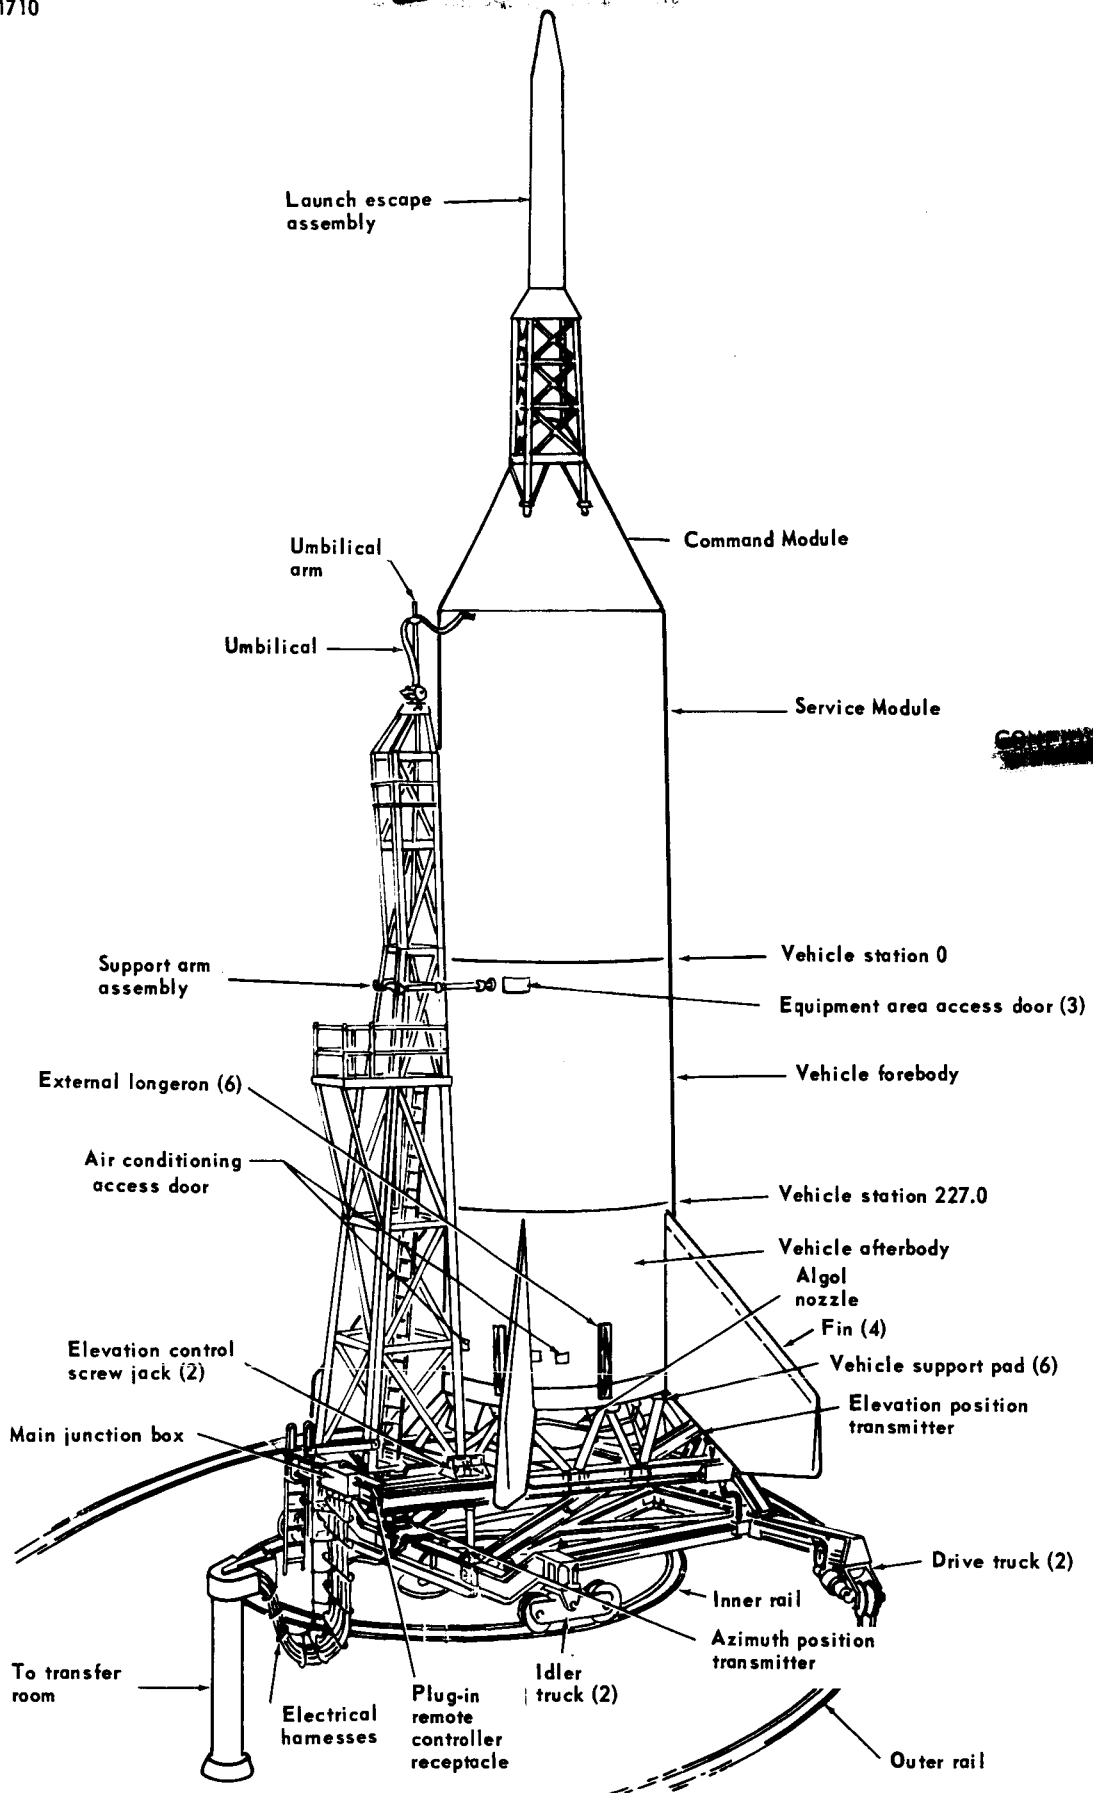 1710
Launch escape
assembly
Command Module
Umbilical
arm
Umbilical
Service Module
Vehicle station 0
Support arm
assembly
Equipment area access door (3)
Vehicle forebody
External longeron (6)
Air conditioning
access door
Vehicle station 227.0
Vehicle afterbody
Algol
nozzle
Fin (4)
Elevation control
screw jack (2)
Vehicle support pad (6)
Elevation position
transmitter
Main junction box
Drive truck (2)
Inner rail
Azimuth position
transmitter
To transfer
room
Idler
truck (2)
Electrical
harnesses
Plug-in
remote
controller
receptacle
Outer rail